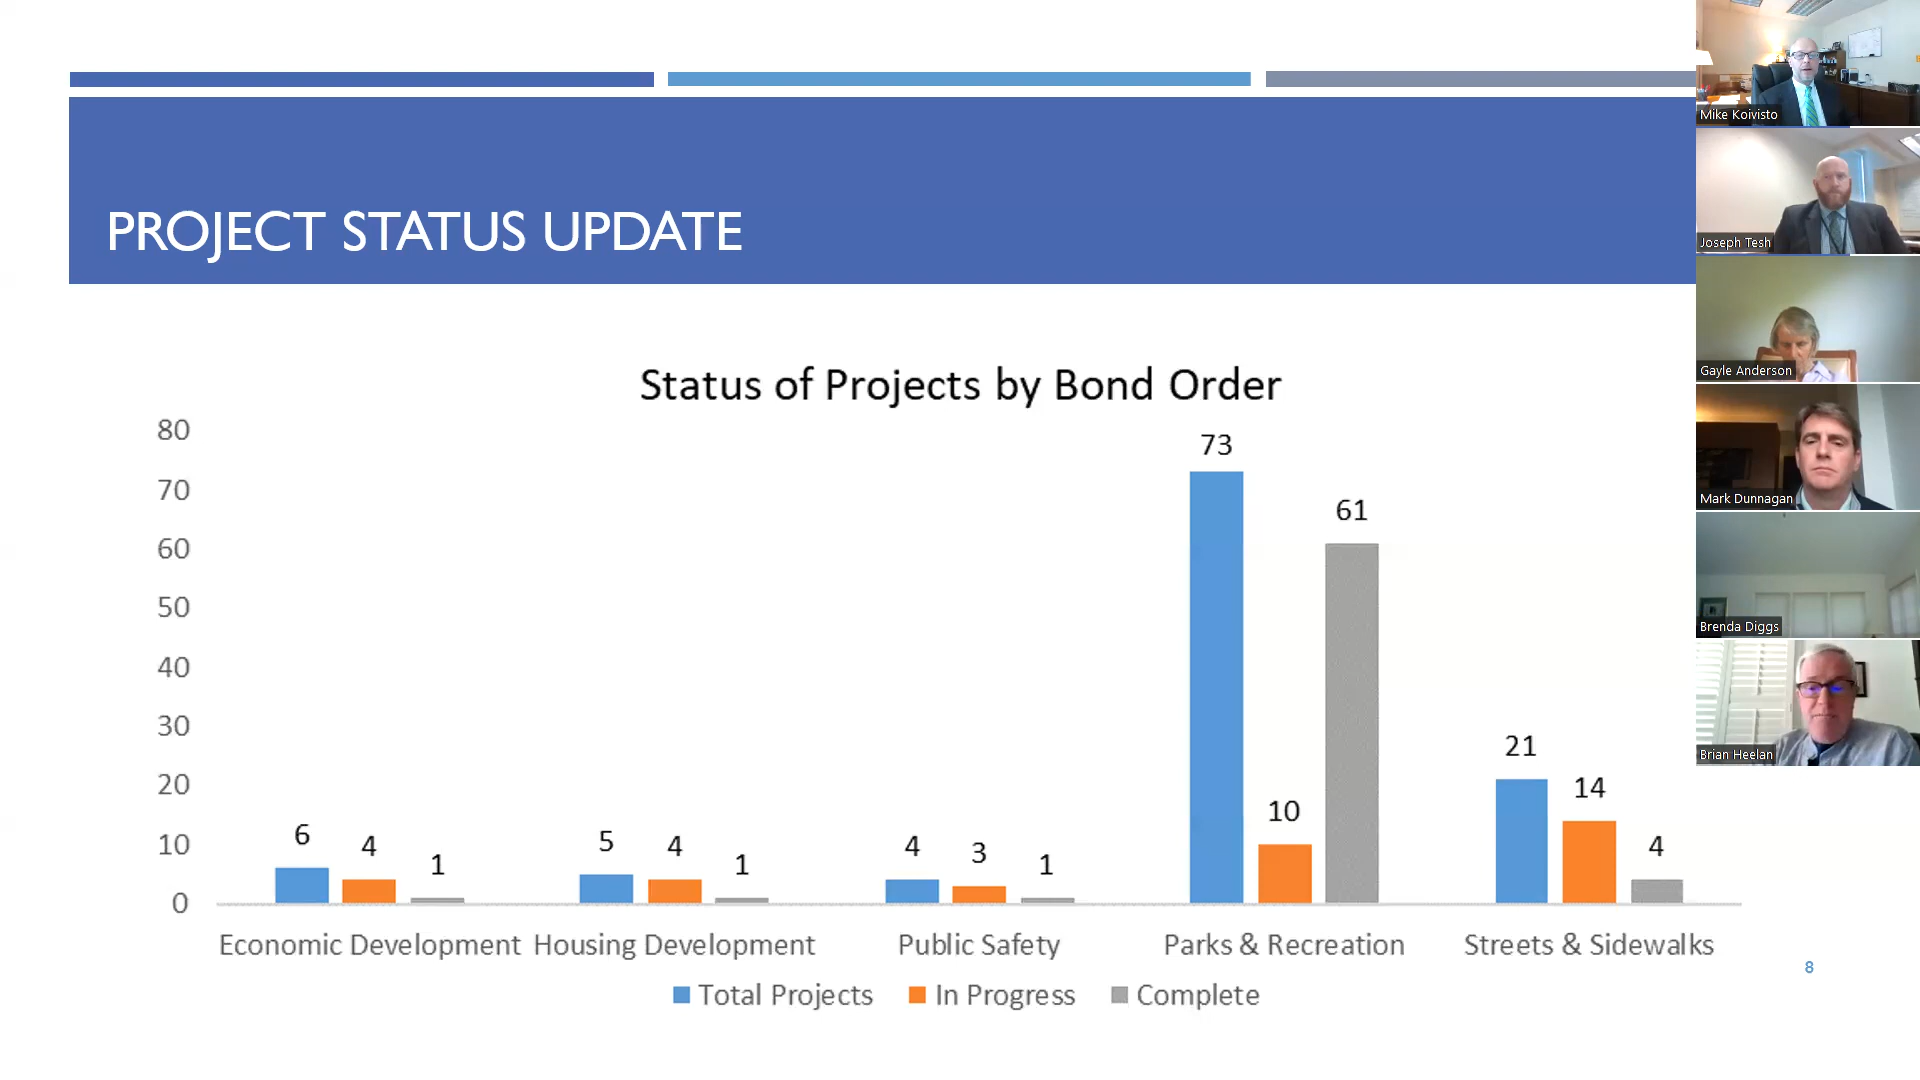 PROJECT STATUS UPDATE
Status of Projects by Bond Order
80
70
60
50
40
30
20
10
0
6
4
1
5
4
1
4
3
1
73
10
61
21
14
4
Economic Development
Housing Development
Public Safety
Parks & Recreation
Streets & Sidewalks
Total Projects
In Progress
Complete
8
Mike Koivisto
Joseph Tesh
Gayle Anderson
Mark Dunnagan
Brenda Diggs
Brian Heelan